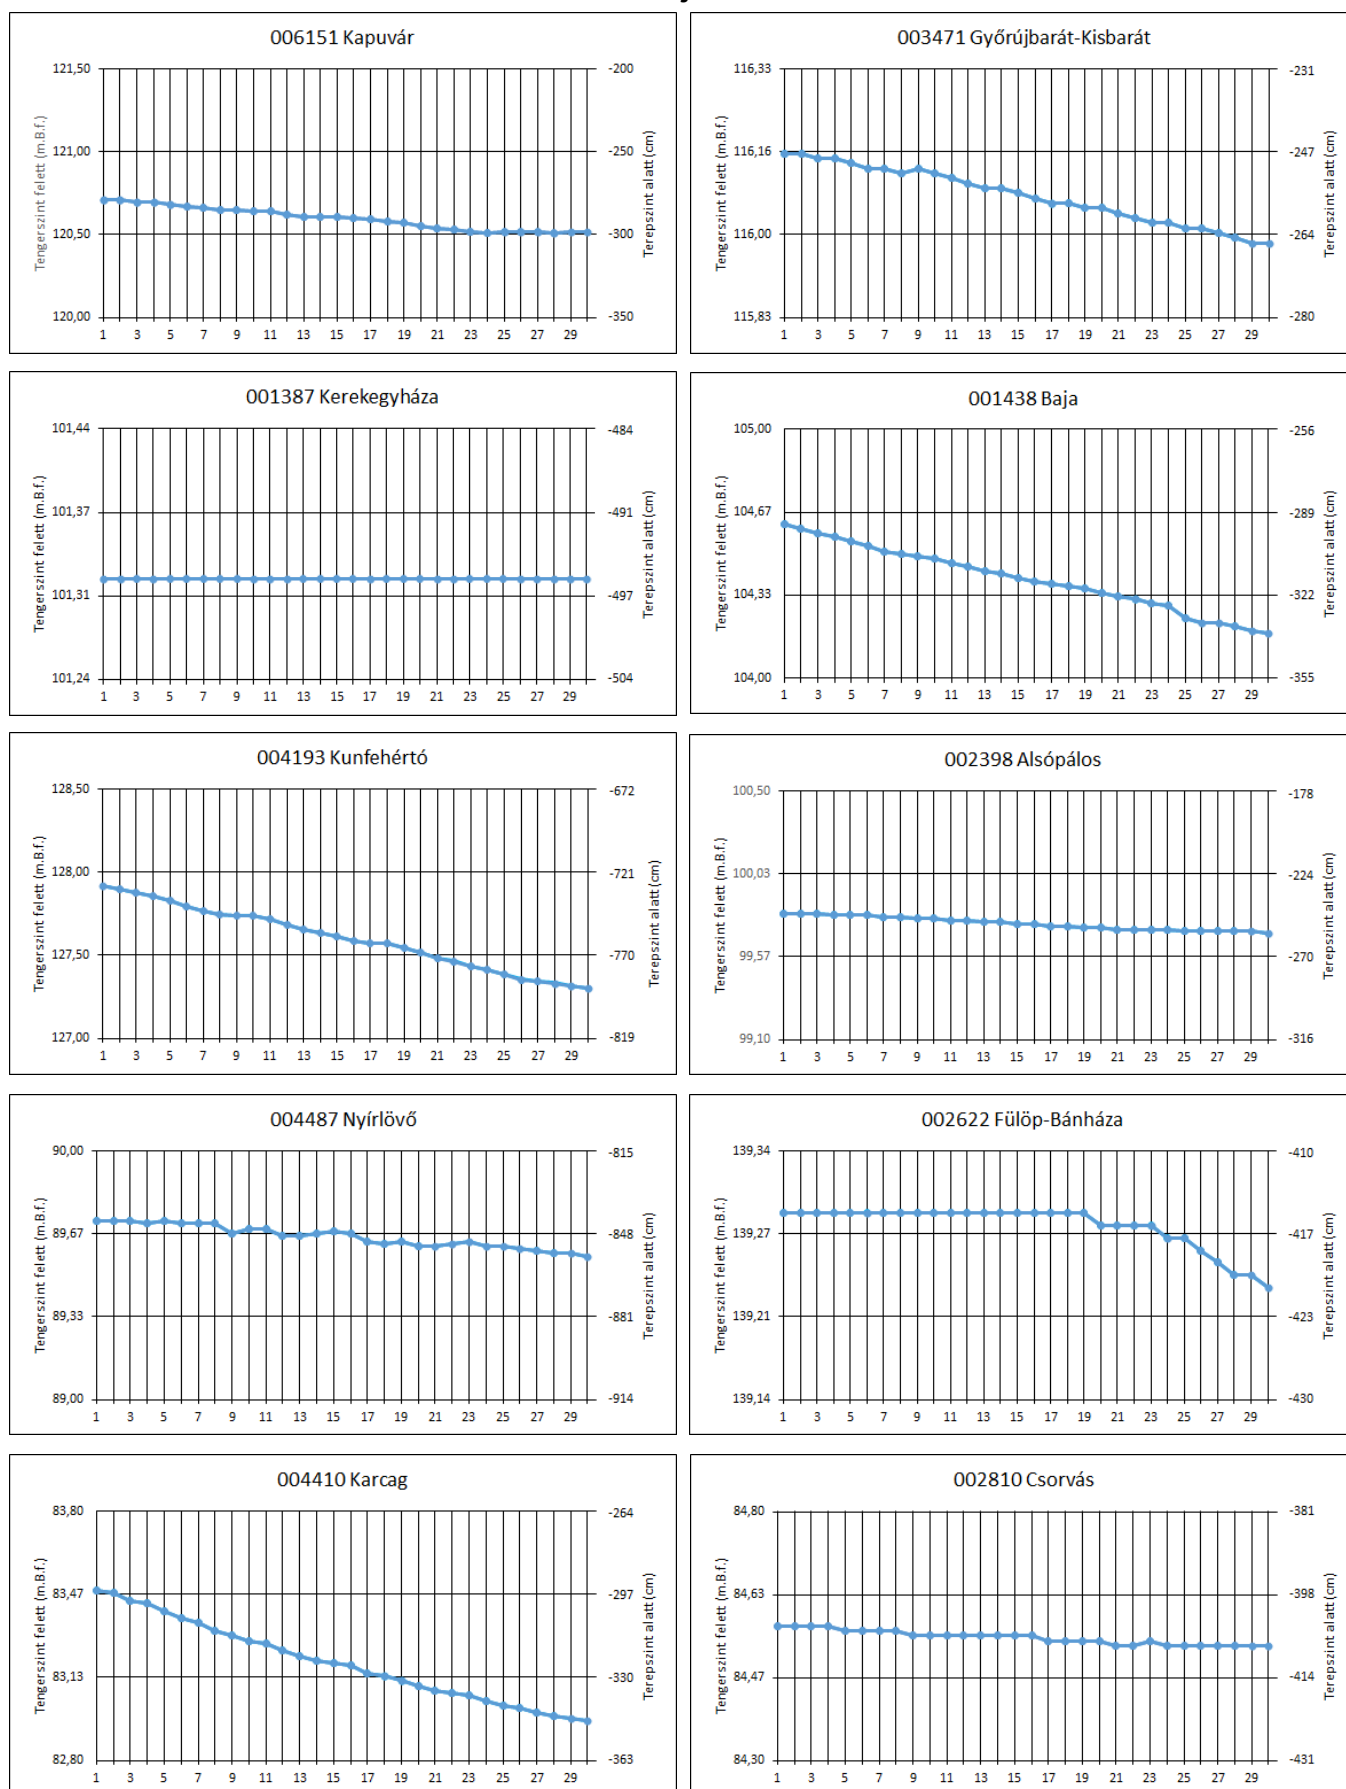 006151 Kapuvár
121,50
121,00
120,50
120,00
-200
-250
-300
-350
Tengerszint felett (m.B.f.)
Terepszint alatt (cm)
1 3 5 7 9 11 13 15 17 19 21 23 25 27 29
003471 Győrújbarát-Kisbarát
116,33
116,16
116,00
115,83
-231
-247
-264
-280
Tengerszint felett (m.B.f.)
Terepszint alatt (cm)
1 3 5 7 9 11 13 15 17 19 21 23 25 27 29
001387 Kerekegyháza
101,44
101,37
101,31
101,24
-484
-491
-497
-504
Tengerszint felett (m.B.f.)
Terepszint alatt (cm)
1 3 5 7 9 11 13 15 17 19 21 23 25 27 29
001438 Baja
105,00
104,67
104,33
104,00
-256
-289
-322
-355
Tengerszint felett (m.B.f.)
Terepszint alatt (cm)
1 3 5 7 9 11 13 15 17 19 21 23 25 27 29
004193 Kunfehértó
128,50
128,00
127,50
127,00
-672
-721
-770
-819
Tengerszint felett (m.B.f.)
Terepszint alatt (cm)
1 3 5 7 9 11 13 15 17 19 21 23 25 27 29
002398 Alsópálos
100,50
100,03
99,57
99,10
-178
-224
-270
-316
Tengerszint felett (m.B.f.)
Terepszint alatt (cm)
1 3 5 7 9 11 13 15 17 19 21 23 25 27 29
004487 Nyírlövő
90,00
89,67
89,33
89,00
-815
-848
-881
-914
Tengerszint felett (m.B.f.)
Terepszint alatt (cm)
1 3 5 7 9 11 13 15 17 19 21 23 25 27 29
002622 Fülöp-Bánháza
139,34
139,27
139,21
139,14
-410
-417
-423
-430
Tengerszint felett (m.B.f.)
Terepszint alatt (cm)
1 3 5 7 9 11 13 15 17 19 21 23 25 27 29
004410 Karcag
83,80
83,47
83,13
82,80
-264
-297
-330
-363
Tengerszint felett (m.B.f.)
Terepszint alatt (cm)
1 3 5 7 9 11 13 15 17 19 21 23 25 27 29
002810 Csorvás
84,80
84,63
84,47
84,30
-381
-398
-414
-431
Tengerszint felett (m.B.f.)
Terepszint alatt (cm)
1 3 5 7 9 11 13 15 17 19 21 23 25 27 29